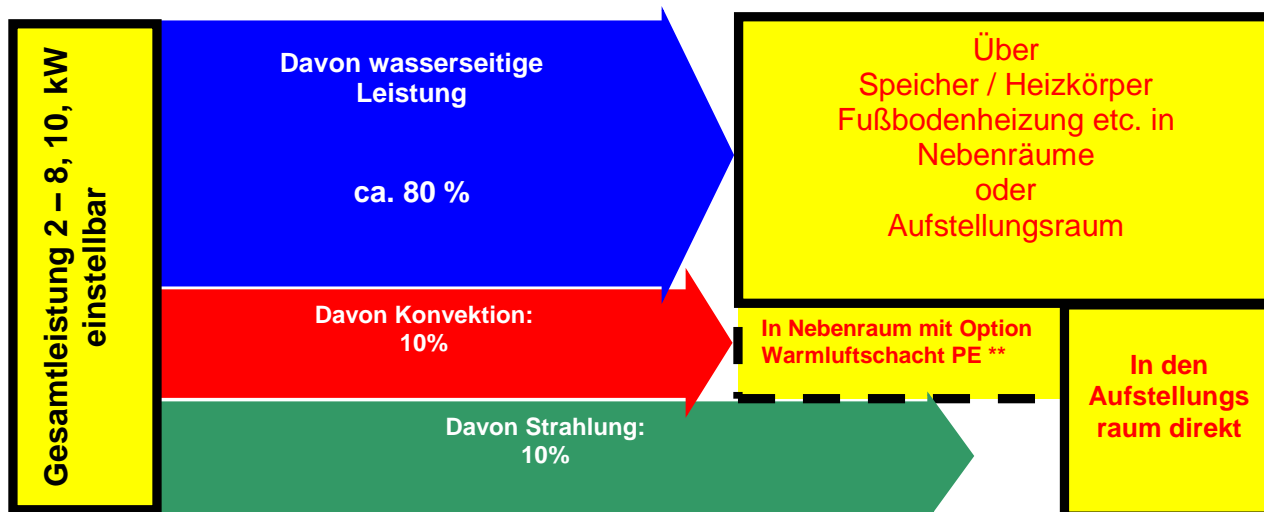 Gesamtleistung 2 – 8, 10, kW
einstellbar
Davon wasserseitige
Leistung
ca. 80 %
Über
Speicher / Heizkörper
Fußbodenheizung etc. in
Nebenräume
oder
Aufstellungsraum
Davon Konvektion:
10%
In Nebenraum mit Option
Warmluftschacht PE **
In den
Aufstellungs
raum direkt
Davon Strahlung:
10%